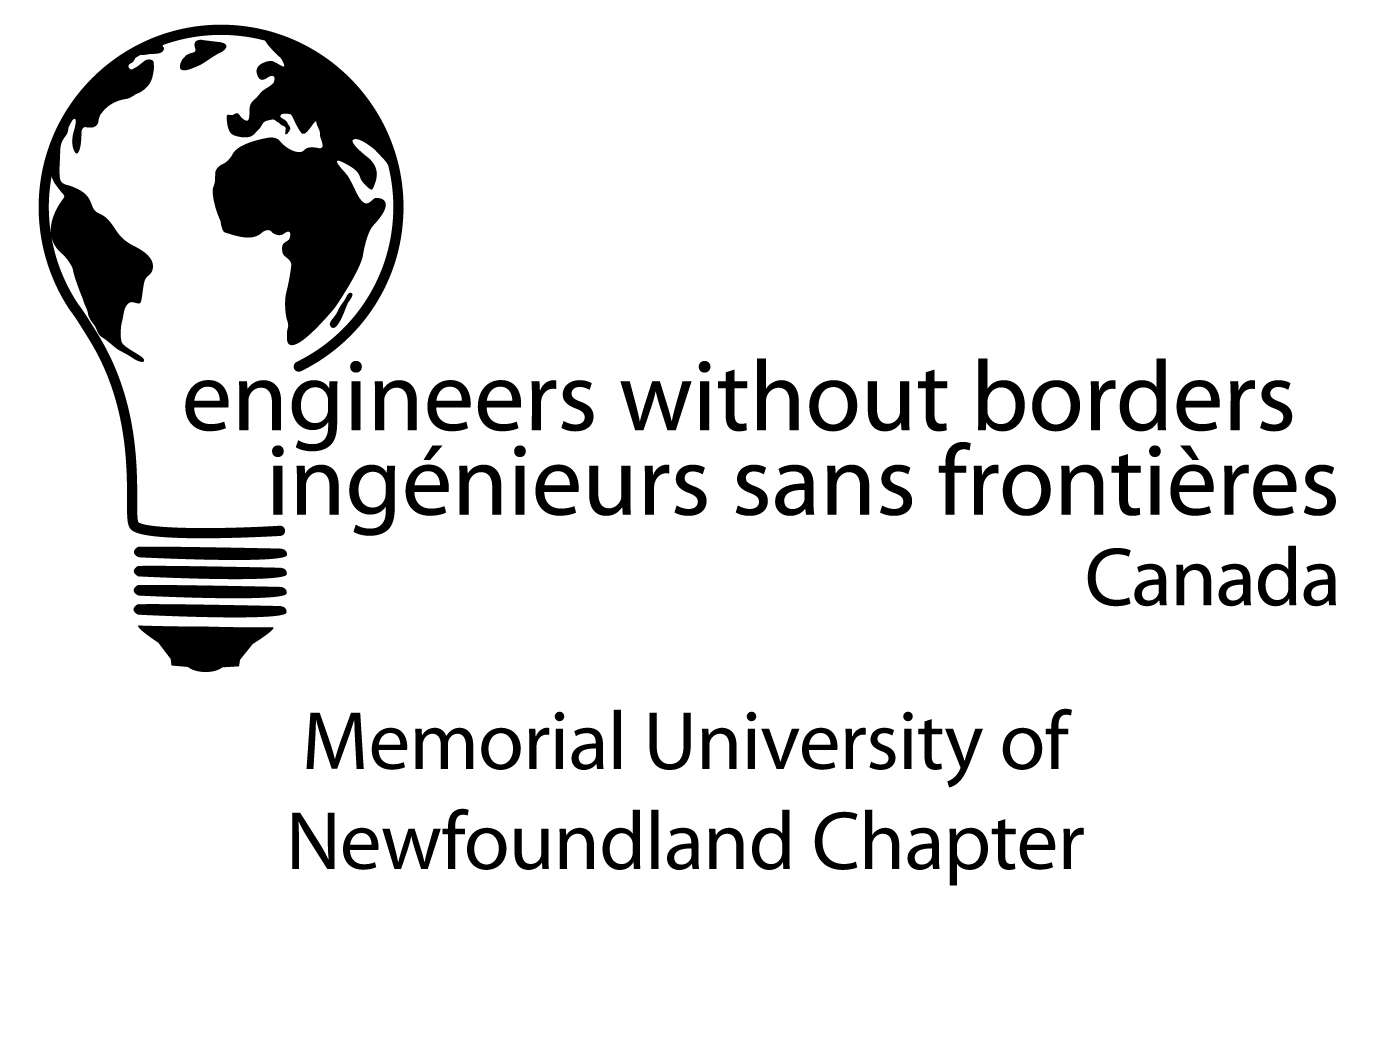 engineers without borders
ingénieurs sans frontières
Canada
Memorial University of
Newfoundland Chapter